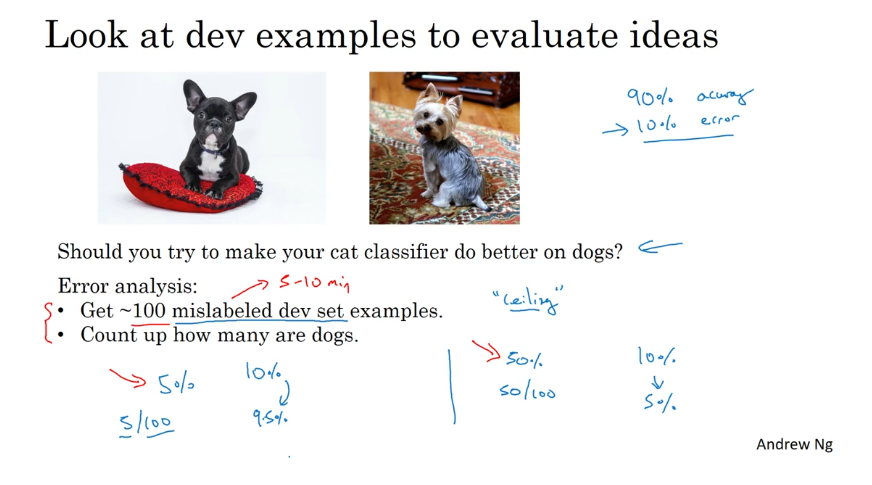 Look at dev examples to evaluate ideas
90% accuracy
→ 10% error
Should you try to make your cat classifier do better on dogs? ←
Error analysis:
→ 5-10 min
• Get ~100 mislabeled dev set examples.
• Count up how many are dogs.
"ceiling"
→ 5%
10%
5/100
9.5%
→ 50%
10%
50/100
↓
5%
Andrew Ng